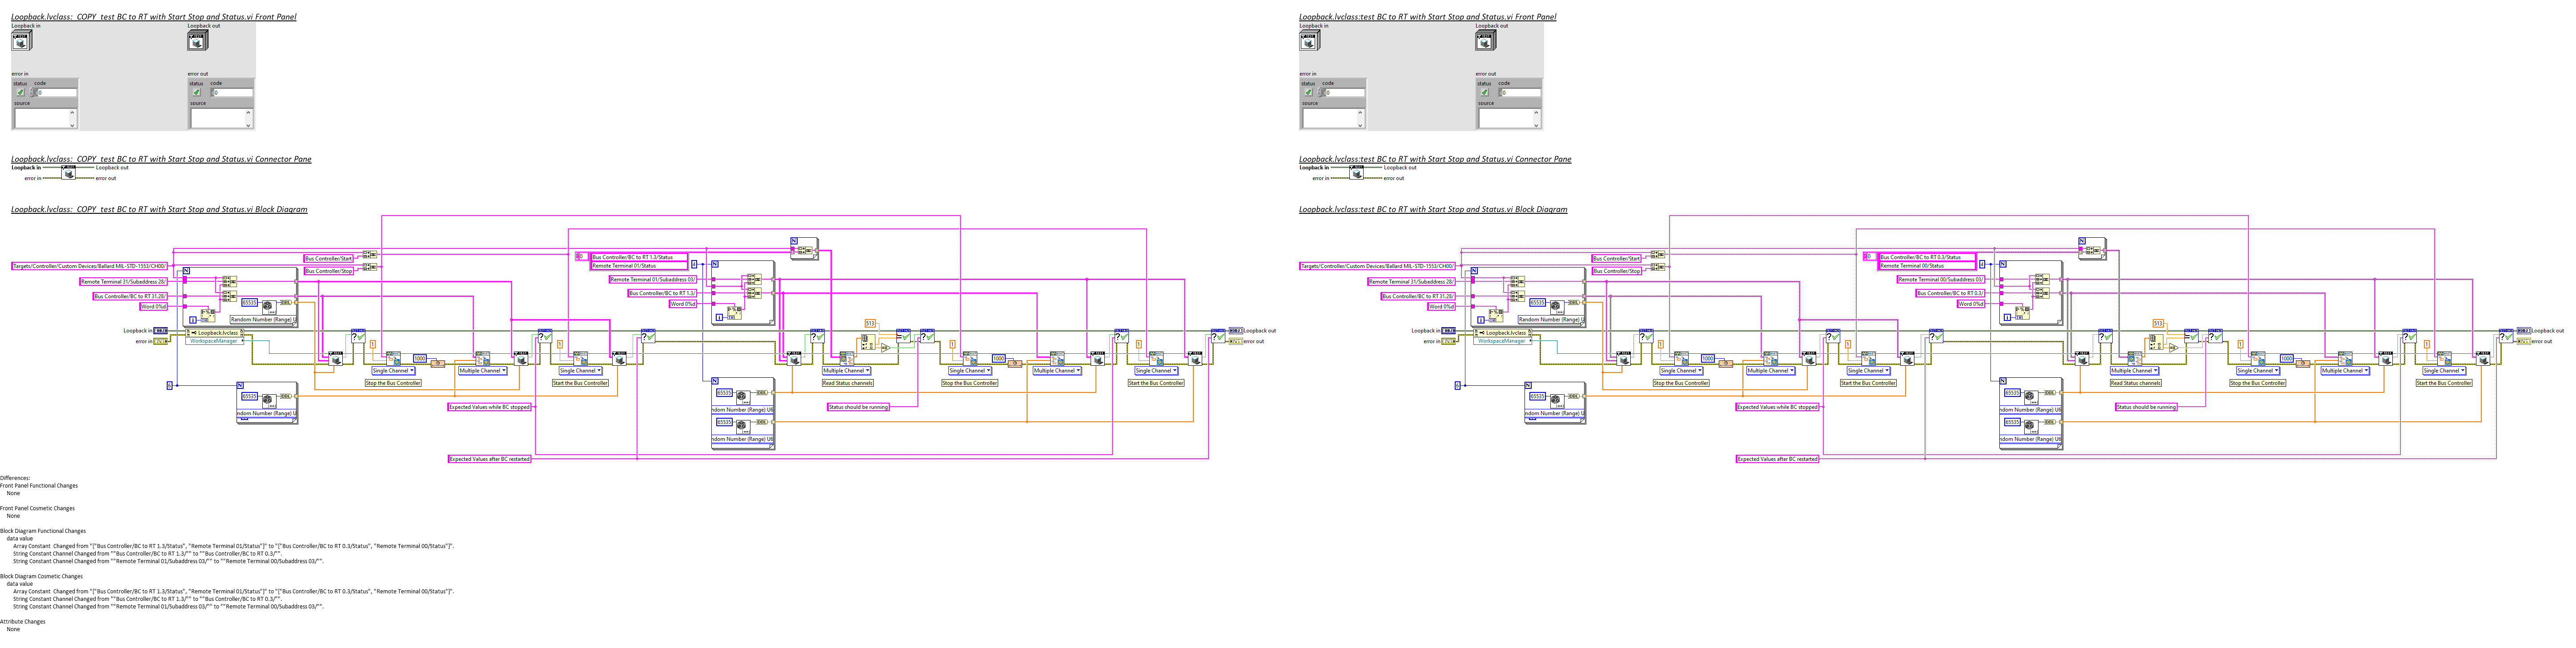 Loopback.lvclass:_COPY_test BC to RT with Start Stop and Status.vi Front Panel
Loopback in
Loopback out
error in
error out
status code
0
source
status code
0
source
Loopback.lvclass:_COPY_test BC to RT with Start Stop and Status.vi Connector Pane
Loopback in
Loopback out
error in
error out
Loopback.lvclass:_COPY_test BC to RT with Start Stop and Status.vi Block Diagram
Bus Controller/Start
Bus Controller/Stop
Targets/Controller/Custom Devices/Ballard MIL-STD-1553/CH00/
Remote Terminal 31/Subaddress 28/
Bus Controller/BC to RT 31.28/
Word 0%d
65535
Random Number (Range) U
Bus Controller/BC to RT 1.3/Status
Remote Terminal 01/Status
Remote Terminal 01/Subaddress 03/
Bus Controller/BC to RT 1.3/
Word 0%d
Loopback in
error in
Loopback.lvclass
WorkspaceManager
1000
513
1000
Loopback out
error out
Single Channel
Multiple Channel
Single Channel
Multiple Channel
Single Channel
Multiple Channel
Single Channel
Stop the Bus Controller
Start the Bus Controller
Read Status channels
Stop the Bus Controller
Start the Bus Controller
65535
ndom Number (Range) U
65535
ndom Number (Range) U6
65535
ndom Number (Range) U6
Expected Values while BC stopped
Status should be running
Expected Values after BC restarted
Loopback.lvclass:test BC to RT with Start Stop and Status.vi Front Panel
Loopback in
Loopback out
error in
error out
status code
0
source
status code
0
source
Loopback.lvclass:test BC to RT with Start Stop and Status.vi Connector Pane
Loopback in
Loopback out
error in
error out
Loopback.lvclass:test BC to RT with Start Stop and Status.vi Block Diagram
Bus Controller/Start
Bus Controller/Stop
Targets/Controller/Custom Devices/Ballard MIL-STD-1553/CH00/
Remote Terminal 31/Subaddress 28/
Bus Controller/BC to RT 31.28/
Word 0%d
65535
Random Number (Range) U
Bus Controller/BC to RT 0.3/Status
Remote Terminal 00/Status
Remote Terminal 00/Subaddress 03/
Bus Controller/BC to RT 0.3/
Word 0%d
Loopback in
error in
Loopback.lvclass
WorkspaceManager
1000
513
1000
Loopback out
error out
Single Channel
Multiple Channel
Single Channel
Multiple Channel
Single Channel
Multiple Channel
Single Channel
Stop the Bus Controller
Start the Bus Controller
Read Status channels
Stop the Bus Controller
Start the Bus Controller
65535
ndom Number (Range) U
65535
ndom Number (Range) U6
65535
ndom Number (Range) U6
Expected Values while BC stopped
Status should be running
Expected Values after BC restarted
Differences:
Front Panel Functional Changes
None
Front Panel Cosmetic Changes
None
Block Diagram Functional Changes
data value
Array Constant Changed from "["Bus Controller/BC to RT 1.3/Status", "Remote Terminal 01/Status"]" to "["Bus Controller/BC to RT 0.3/Status", "Remote Terminal 00/Status"]".
String Constant Channel Changed from ""Bus Controller/BC to RT 1.3/"" to ""Bus Controller/BC to RT 0.3/"".
String Constant Channel Changed from ""Remote Terminal 01/Subaddress 03/"" to ""Remote Terminal 00/Subaddress 03/"".
Block Diagram Cosmetic Changes
data value
Array Constant Changed from "["Bus Controller/BC to RT 1.3/Status", "Remote Terminal 01/Status"]" to "["Bus Controller/BC to RT 0.3/Status", "Remote Terminal 00/Status"]".
String Constant Channel Changed from ""Bus Controller/BC to RT 1.3/"" to ""Bus Controller/BC to RT 0.3/"".
String Constant Channel Changed from ""Remote Terminal 01/Subaddress 03/"" to ""Remote Terminal 00/Subaddress 03/"".
Attribute Changes
None